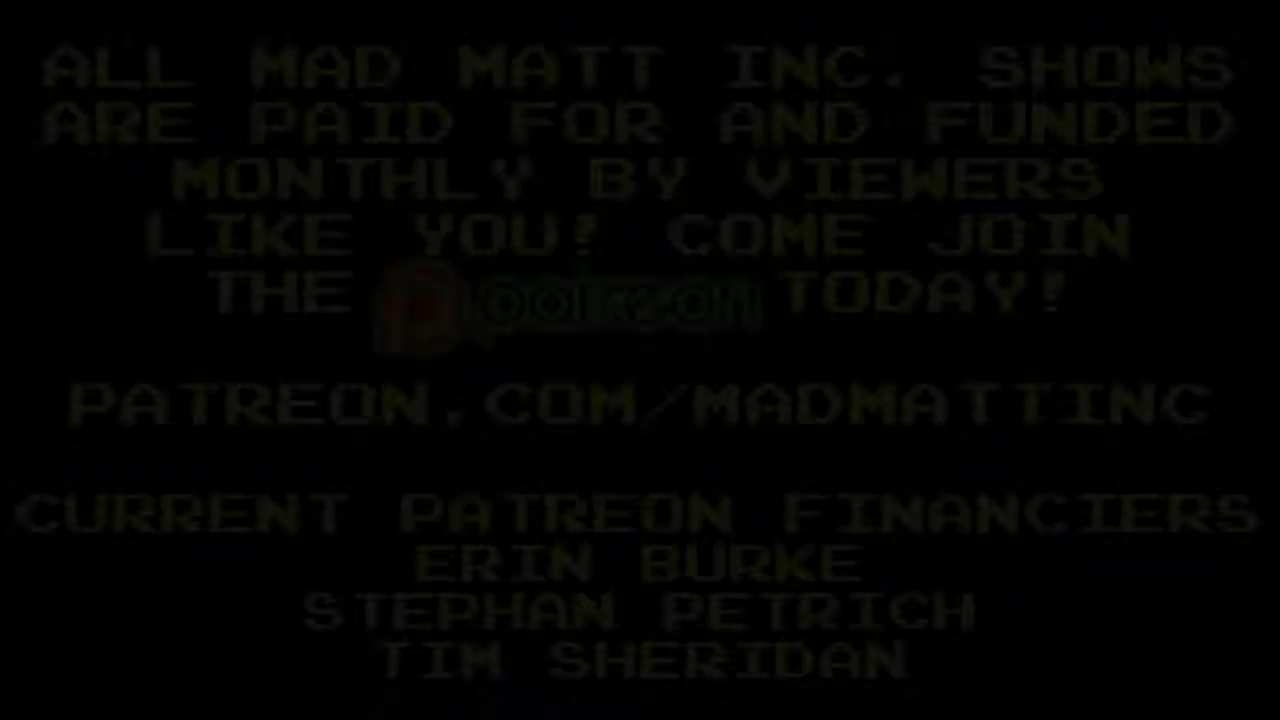 ALL MAD MATT INC. SHOWS
ARE PAID FOR AND FUNDED
MONTHLY BY VIEWERS
LIKE YOU! COME JOIN
THE patreon TODAY!
PATREON.COM/MADMATTINC
CURRENT PATREON FINANCIERS
ERIN BURKE
STEPHAN PETRICH
TIM SHERIDAN